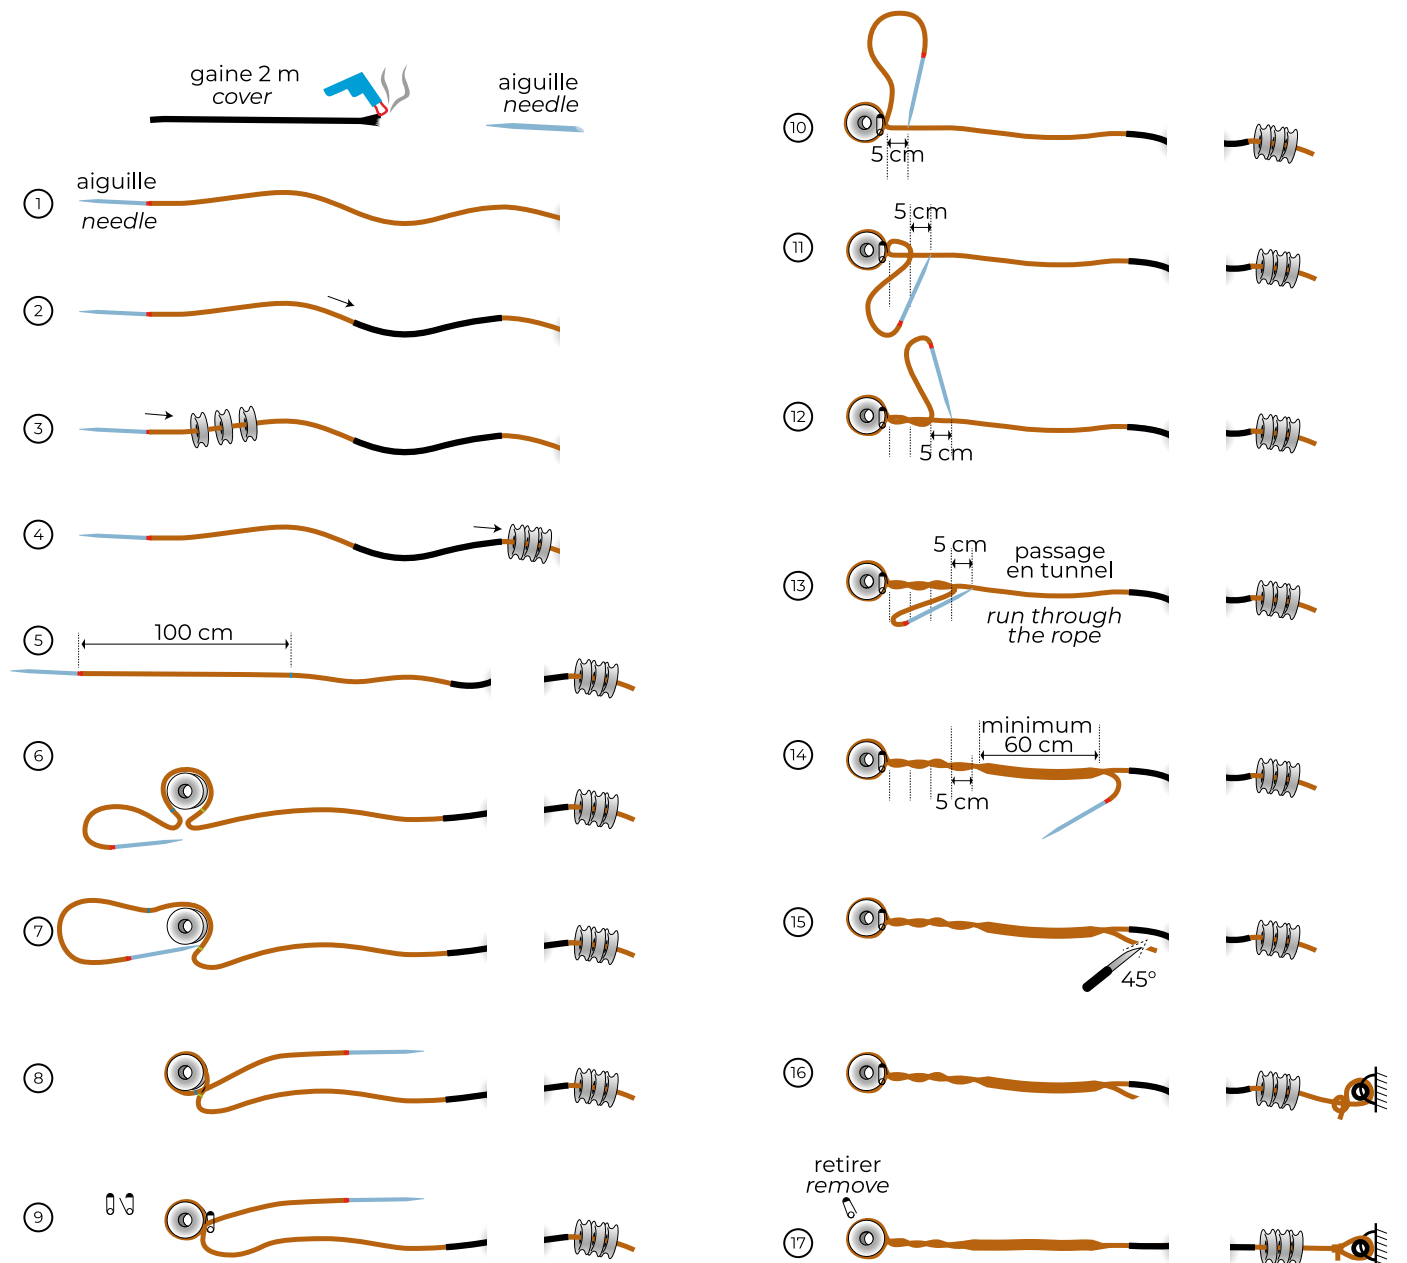 gaine 2 m
cover
aiguille
needle
1
aiguille
needle
2
3
4
5
100 cm
6
7
8
9
10
5 cm
11
5 cm
12
5 cm
13
5 cm
passage
en tunnel
run through
the rope
14
minimum
60 cm
5 cm
15
45°
16
retirer
remove
17